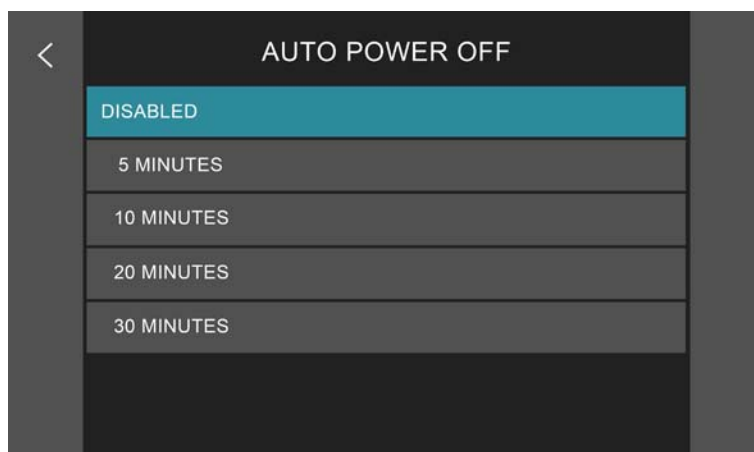 AUTO POWER OFF
DISABLED
5 MINUTES
10 MINUTES
20 MINUTES
30 MINUTES